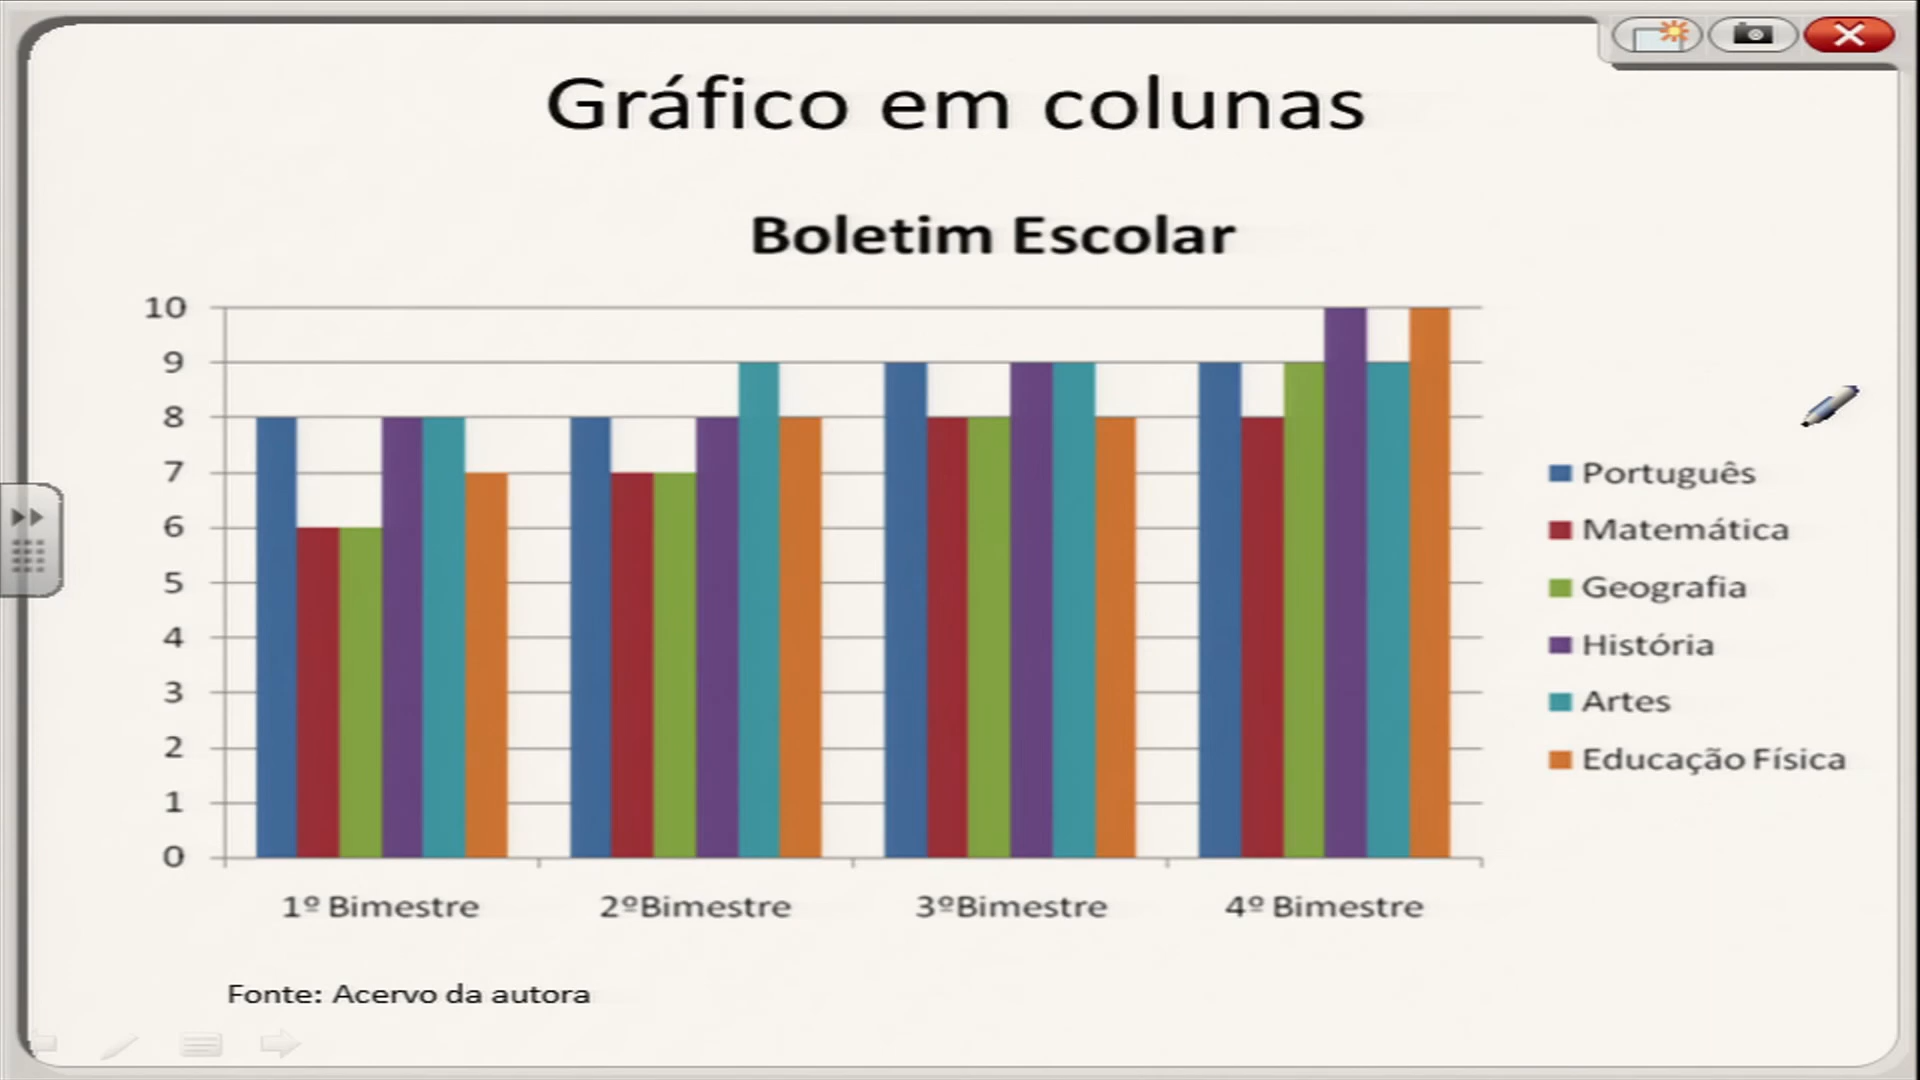 Gráfico em colunas
Boletim Escolar
10
9
8
7
6
5
4
3
2
1
0
1º Bimestre
2ºBimestre
3ºBimestre
4º Bimestre
Português
Matemática
Geografia
História
Artes
Educação Física
Fonte: Acervo da autora